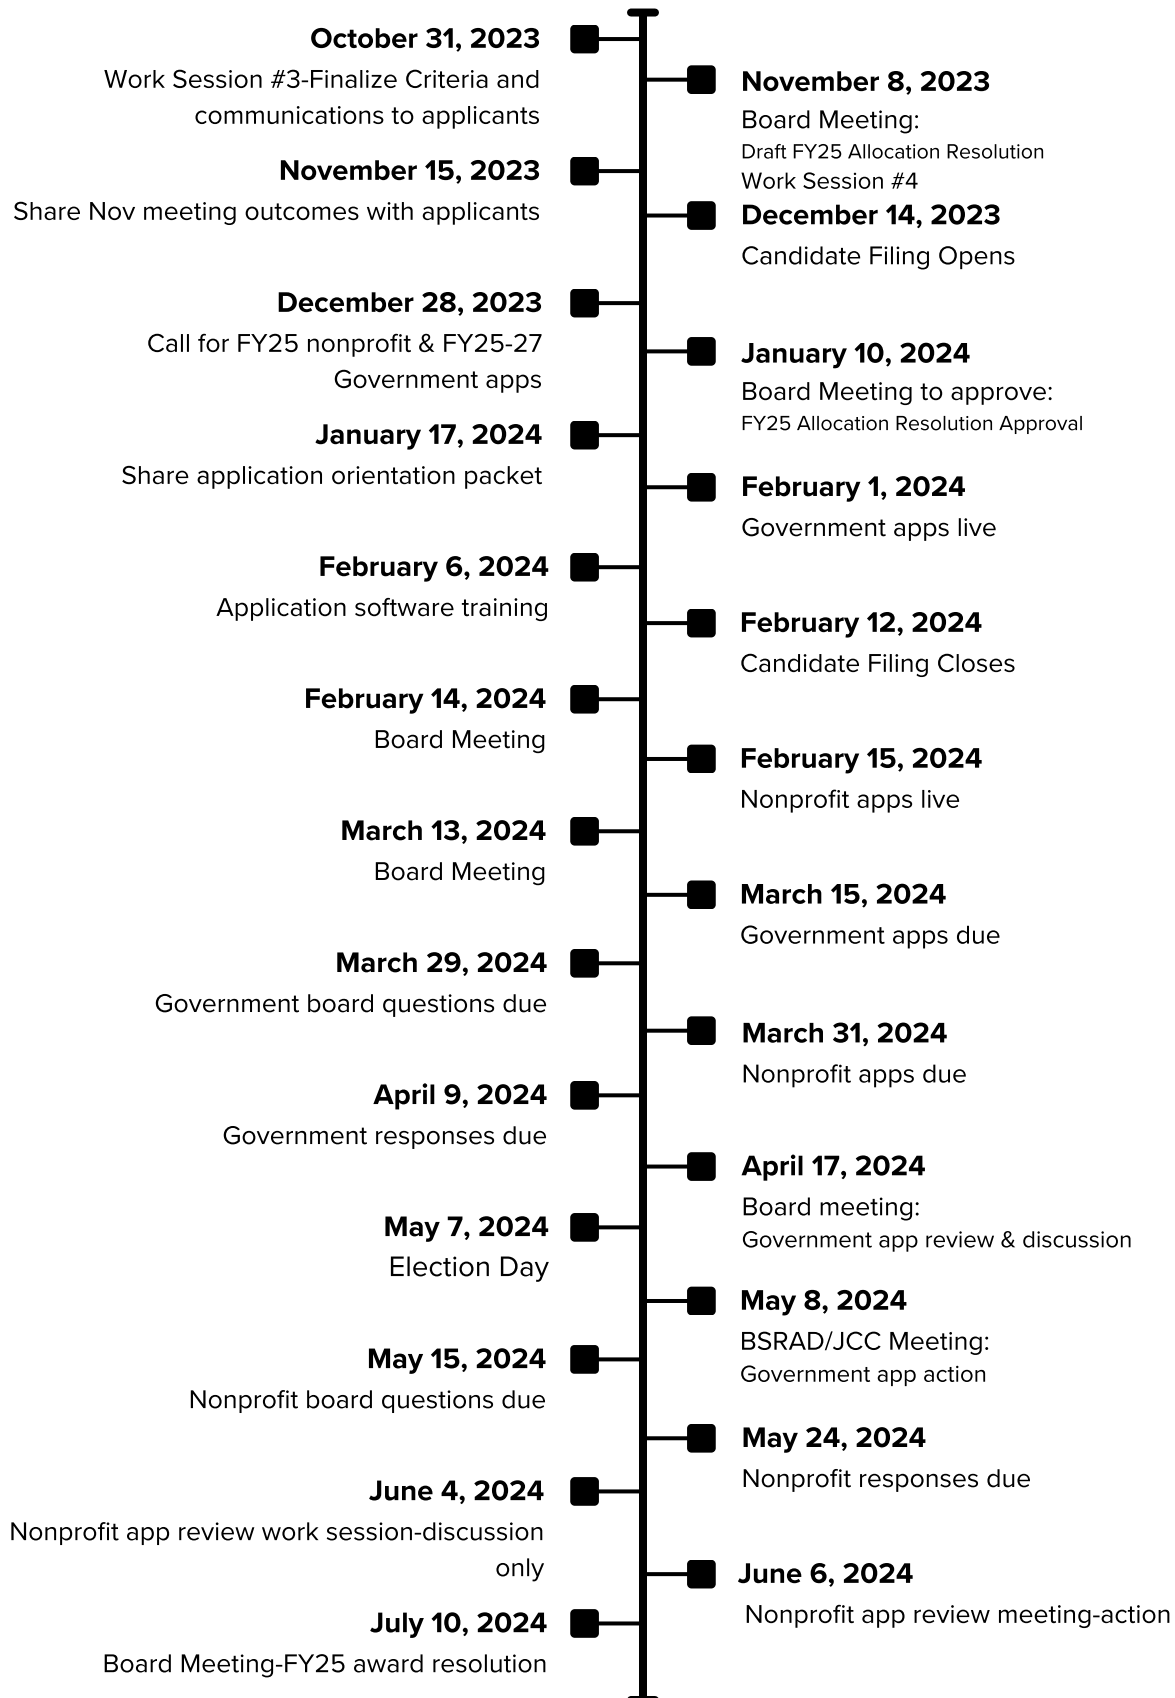 October 31, 2023
Work Session #3-Finalize Criteria and
communications to applicants
November 8, 2023
Board Meeting:
Draft FY25 Allocation Resolution
Work Session #4
November 15, 2023
Share Nov meeting outcomes with applicants
December 14, 2023
Candidate Filing Opens
December 28, 2023
Call for FY25 nonprofit & FY25-27
Government apps
January 10, 2024
Board Meeting to approve:
FY25 Allocation Resolution Approval
January 17, 2024
Share application orientation packet
February 1, 2024
Government apps live
February 6, 2024
Application software training
February 12, 2024
Candidate Filing Closes
February 14, 2024
Board Meeting
February 15, 2024
Nonprofit apps live
March 13, 2024
Board Meeting
March 15, 2024
Government apps due
March 29, 2024
Government board questions due
March 31, 2024
Nonprofit apps due
April 9, 2024
Government responses due
April 17, 2024
Board meeting:
Government app review & discussion
May 7, 2024
Election Day
May 8, 2024
BSRAD/JCC Meeting:
Government app action
May 15, 2024
Nonprofit board questions due
May 24, 2024
Nonprofit responses due
June 4, 2024
Nonprofit app review work session-discussion
only
June 6, 2024
Nonprofit app review meeting-action
July 10, 2024
Board Meeting-FY25 award resolution